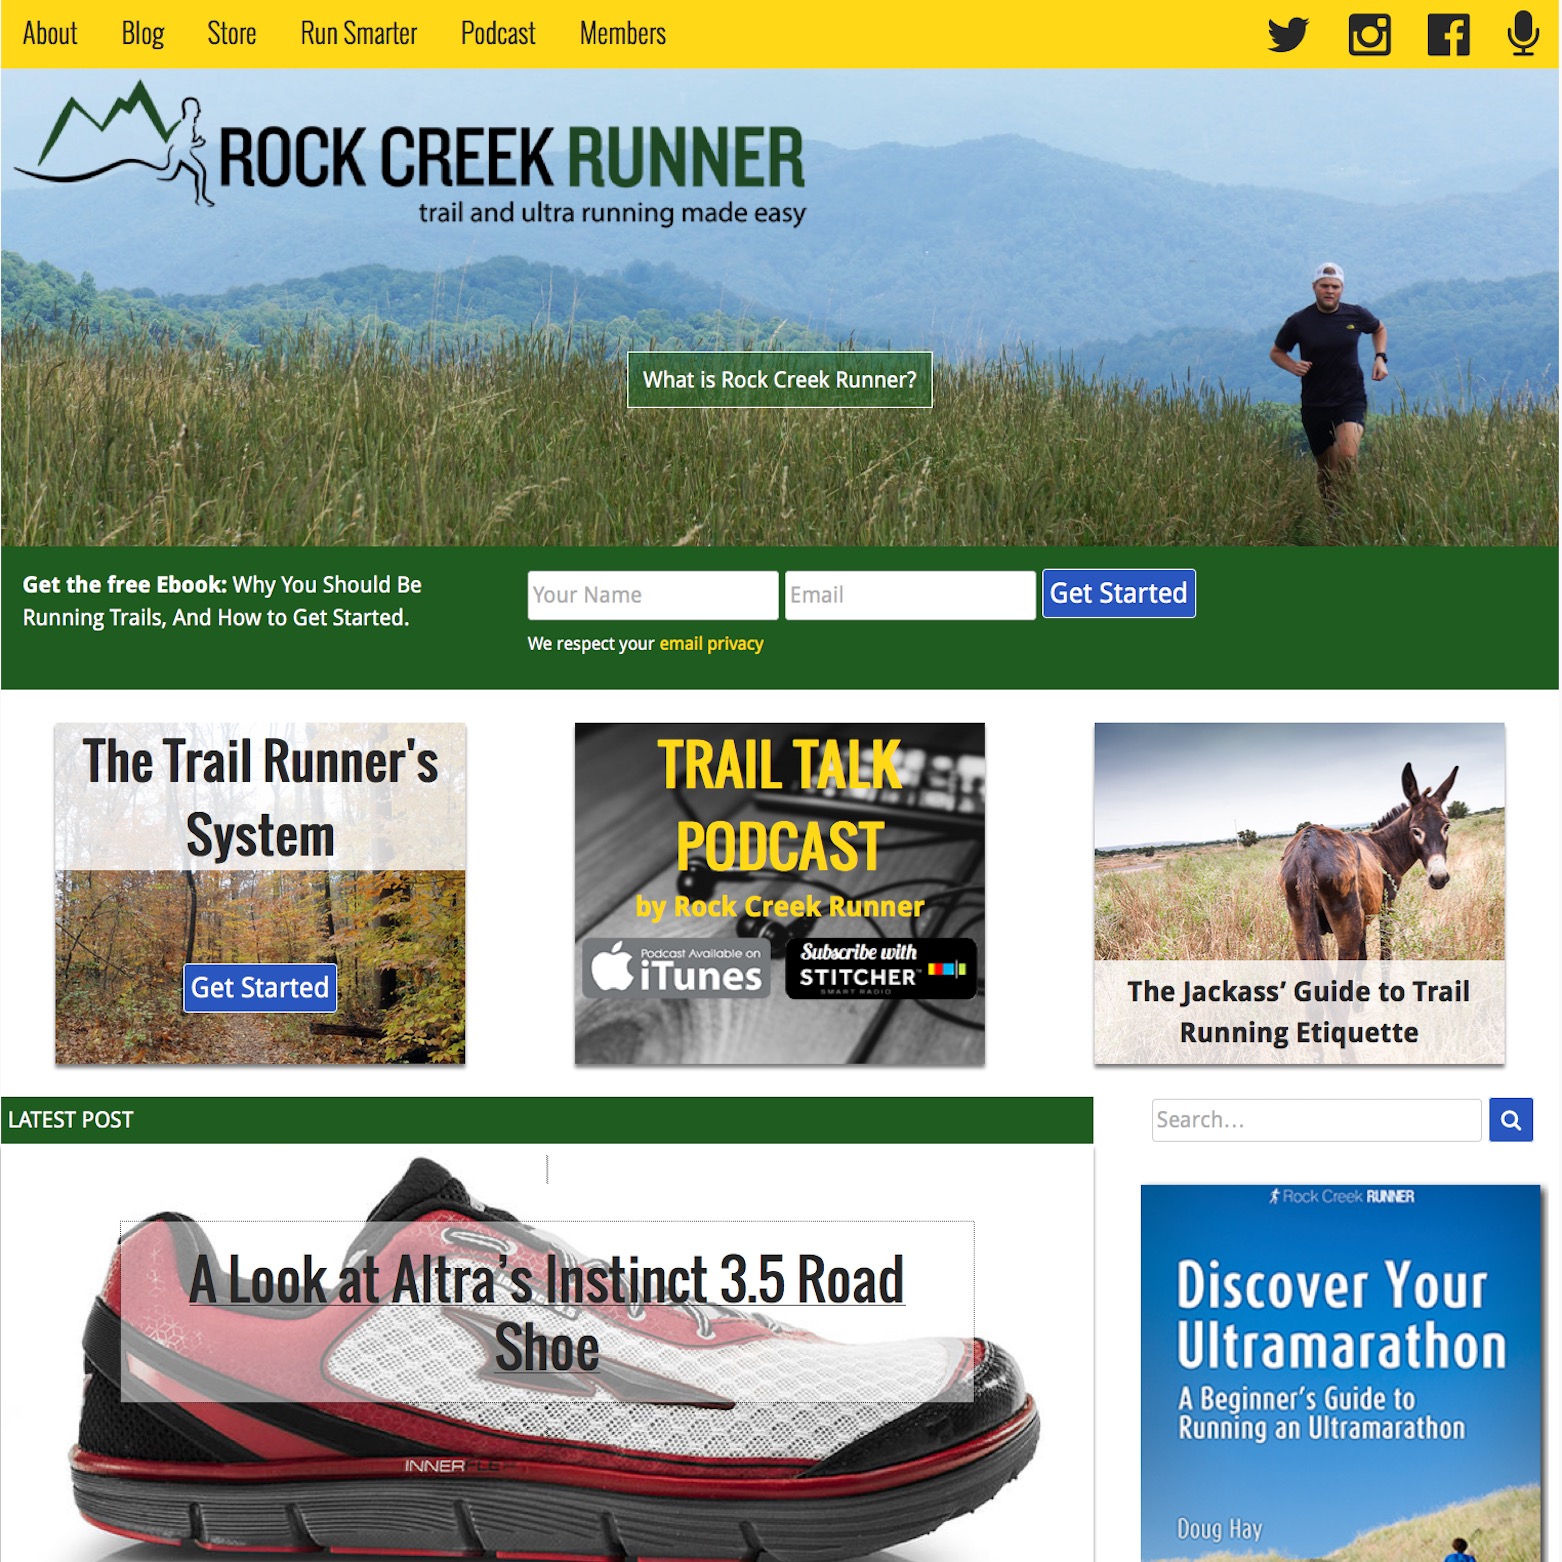 About Blog Store Run Smarter Podcast Members
ROCK CREEK RUNNER
trail and ultra running made easy
What is Rock Creek Runner?
Get the free Ebook: Why You Should Be
Running Trails, And How to Get Started.
Your Name Email Get Started
We respect your email privacy
The Trail Runner's
System
Get Started
TRAIL TALK
PODCAST
by Rock Creek Runner
Podcast Available on
iTunes
Subscribe with
STITCHER
SMART RADIO
The Jackass’ Guide to Trail
Running Etiquette
LATEST POST
Search...
A Look at Altra’s Instinct 3.5 Road
Shoe
INNERFLEX
Rock Creek RUNNER
Discover Your
Ultramarathon
A Beginner’s Guide to
Running an Ultramarathon
Doug Hay